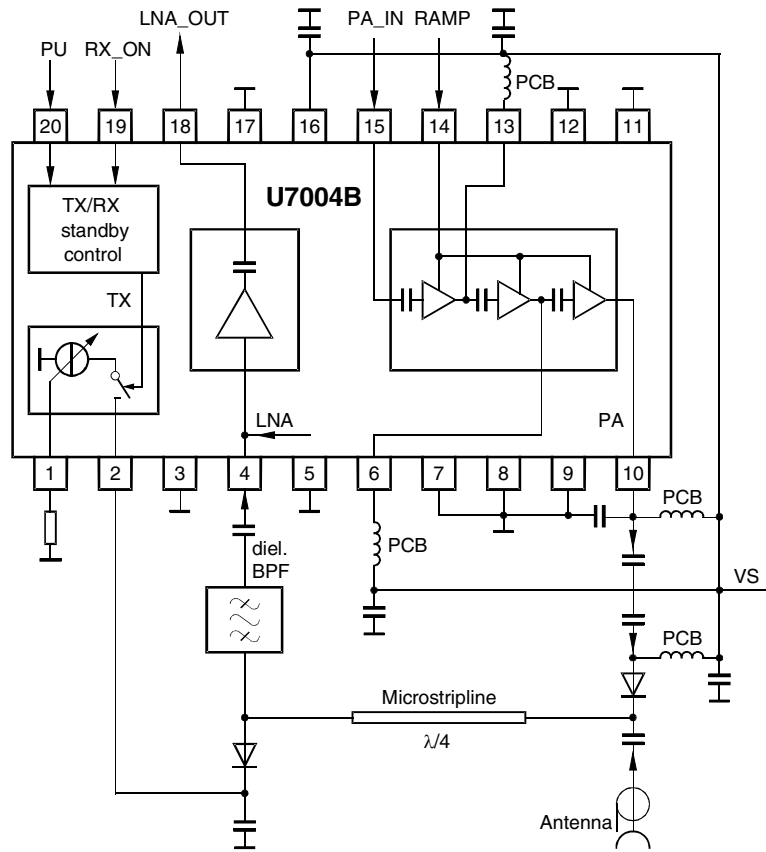 LNA_OUT PA_IN RAMP
PU RX_ON
PCB
20 19 18 17 16 15 14 13 12 11
U7004B
TX/RX
standby
control
TX
LNA
PA
1 2 3 4 5 6 7 8 9 10
PCB
diel.
BPF
PCB
VS
PCB
Microstripline
λ/4
Antenna